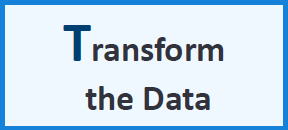 Transform
the Data